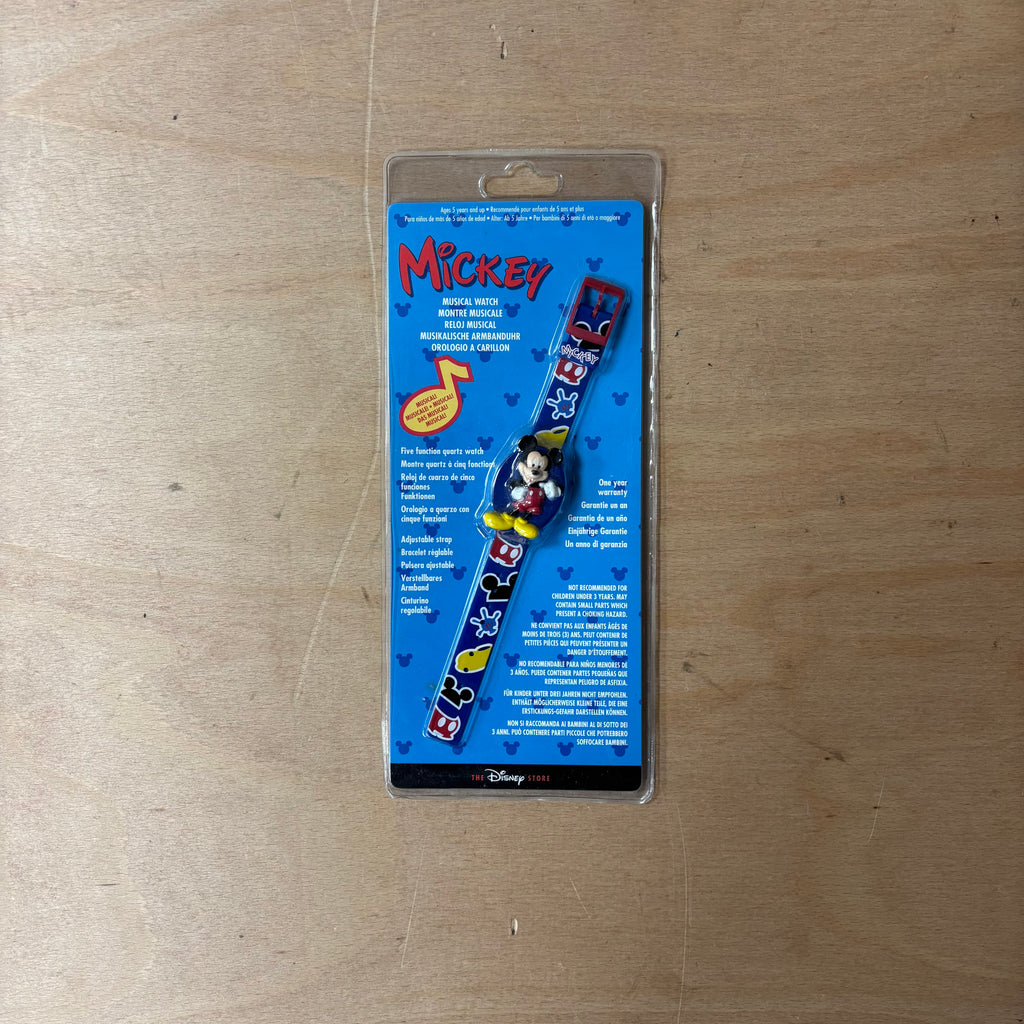 Ages 5 years and up • Recommendé pour enfants de 5 ans et plus
Para niños de más de 5 años de edad • Alter: Ab 5 Jahre • Per bambini di 5 anni di età o maggiore
MICKEY
MUSICAL WATCH
MONTRE MUSICALE
RELOJ MUSICAL
MUSIKALISCHE ARMBANDUHR
OROLOGIO A CARILLON
MICKEY
MUSICAL!
MUSICALE! • MUSICAL!
DAS MUSICAL!
MUSICAL!
Five function quartz watch
Montre quartz à cinq fonctions
Reloj de cuarzo de cinco
funciones
Funktionen
Orologio a quarzo con
cinque funzioni
Adjustable strap
Bracelet règlable
Pulsera ajustable
Verstellbares
Armband
Cinturino
regolabile
One year
warranty
Garantie un an
Garantía de un año
Einjährige Garantie
Un anno di garanzia
NOT RECOMMENDED FOR
CHILDREN UNDER 3 YEARS. MAY
CONTAIN SMALL PARTS WHICH
PRESENT A CHOKING HAZARD.
NE CONVIENT PAS AUX ENFANTS ÂGÉS DE
MOINS DE TROIS (3) ANS. PEUT CONTENIR DE
PETITES PIÈCES QUI PEUVENT PRÉSENTER UN
DANGER D'ÉTOUFFEMENT.
NO RECOMENDABLE PARA NIÑOS MENORES DE
3 AÑOS. PUEDE CONTENER PARTES PEQUEÑAS QUE
REPRESENTAN PELIGRO DE ASFIXIA.
FÜR KINDER UNTER DREI JAHREN NICHT EMPFOHLEN.
ENTHÄLT MÖGLICHERWEISE KLEINE TEILE, DIE EINE
ERSTICKUNGS-GEFAHR DARSTELLEN KÖNNEN.
NON SI RACCOMANDA AI BAMBINI AL DI SOTTO DEI
3 ANNI. PUÒ CONTENERE PARTI PICCOLE CHE POTREBBERO
SOFFOCARE BAMBINI.
THE Disney STORE